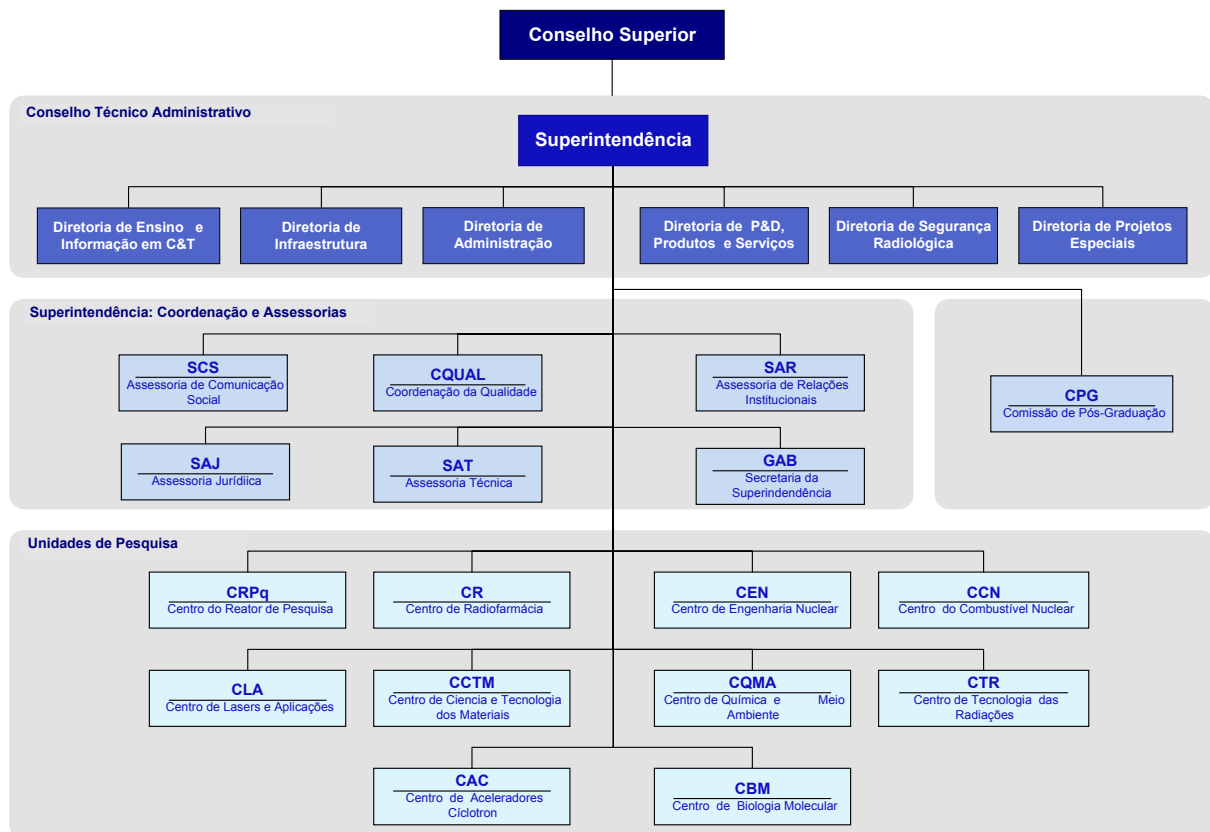 Conselho Superior
Conselho Técnico Administrativo
Superintendência
Diretoria de Ensino e
Informação em C&T
Diretoria de
Infraestrutura
Diretoria de
Administração
Diretoria de P&D,
Produtos e Serviços
Diretoria de Segurança
Radiológica
Diretoria de Projetos
Especiais
Superintendência: Coordenação e Assessorias
SCS
Assessoria de Comunicação
Social
CQUAL
Coordenação da Qualidade
SAR
Assessoria de Relações
Institucionais
CPG
Comissão de Pós-Graduação
SAJ
Assessoria Jurídiica
SAT
Assessoria Técnica
GAB
Secretaria da
Superindendência
Unidades de Pesquisa
CRPq
Centro do Reator de Pesquisa
CR
Centro de Radiofarmácia
CEN
Centro de Engenharia Nuclear
CCN
Centro do Combustível Nuclear
CLA
Centro de Lasers e Aplicações
CCTM
Centro de Ciencia e Tecnologia
dos Materiais
CQMA
Centro de Química e Meio
Ambiente
CTR
Centro de Tecnologia das
Radiações
CAC
Centro de Aceleradores
Cíclotron
CBM
Centro de Biologia Molecular